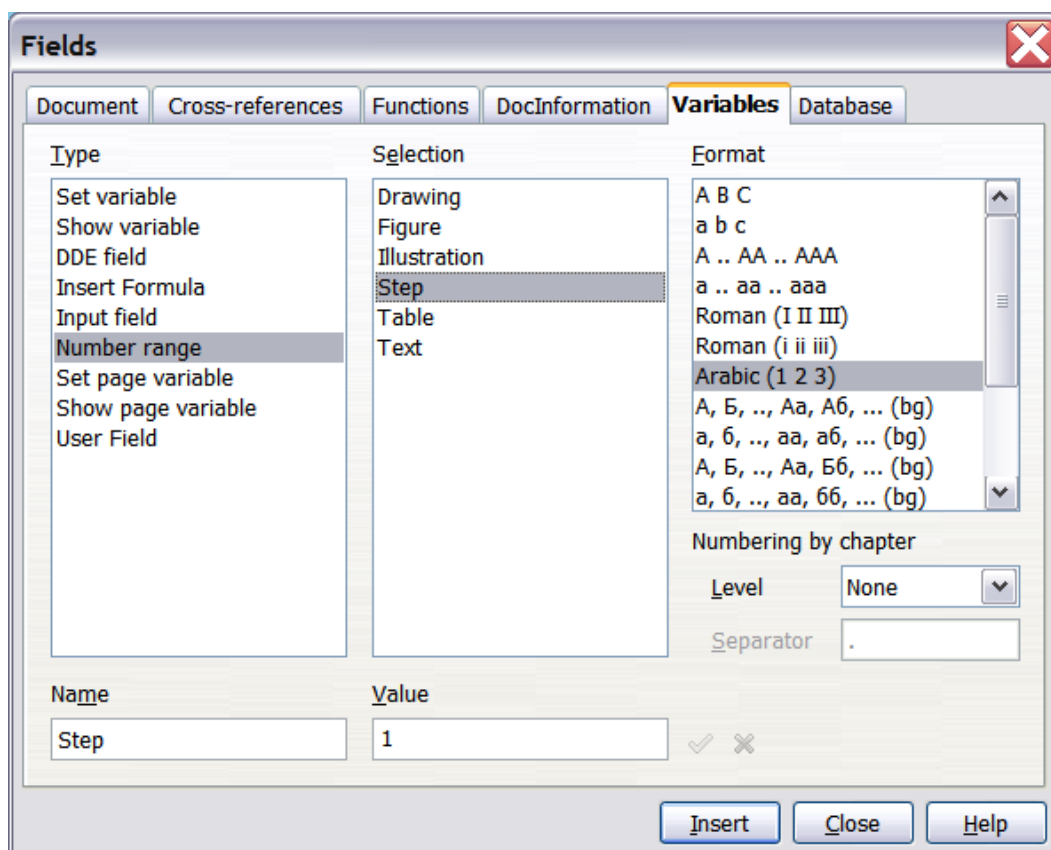 Fields
Document Cross-references Functions DocInformation Variables Database
Type
Set variable
Show variable
DDE field
Insert Formula
Input field
Number range
Set page variable
Show page variable
User Field
Selection
Drawing
Figure
Illustration
Step
Table
Text
Format
A B C
a b c
A .. AA .. AAA
a .. aa .. aaa
Roman (I II III)
Roman (i ii iii)
Arabic (1 2 3)
А, Б, .., Аа, Аб, ... (bg)
а, б, .., аа, аб, ... (bg)
А, Б, .., Аа, Бб, ... (bg)
а, б, .., аа, бб, ... (bg)
Numbering by chapter
Level None
Separator .
Name
Step
Value
1
Insert Close Help